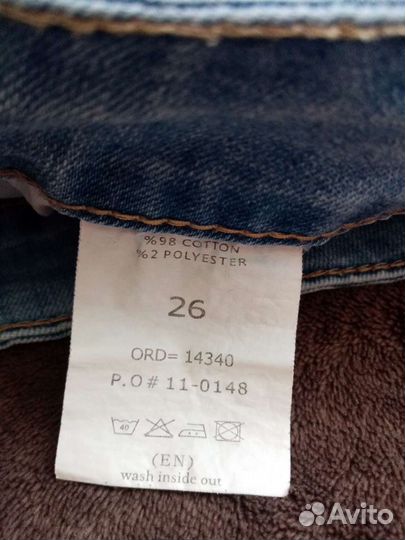 %98 COTTON
%2 POLYESTER
26
ORD= 14340
P.O # 11-0148
40
(EN)
wash inside out
Avito